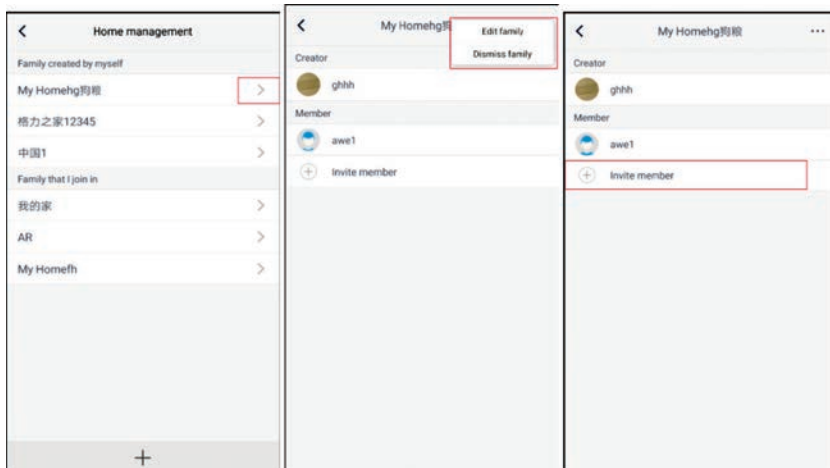 Home management
Family created by myself
My Homehg狗粮
格力之家12345
中国1
Family that I join in
我的家
AR
My Homefh
My Homehg
Edit family
Dismiss family
Creator
ghhh
Member
awe1
Invite member
My Homehg狗粮
Creator
ghhh
Member
awe1
Invite member